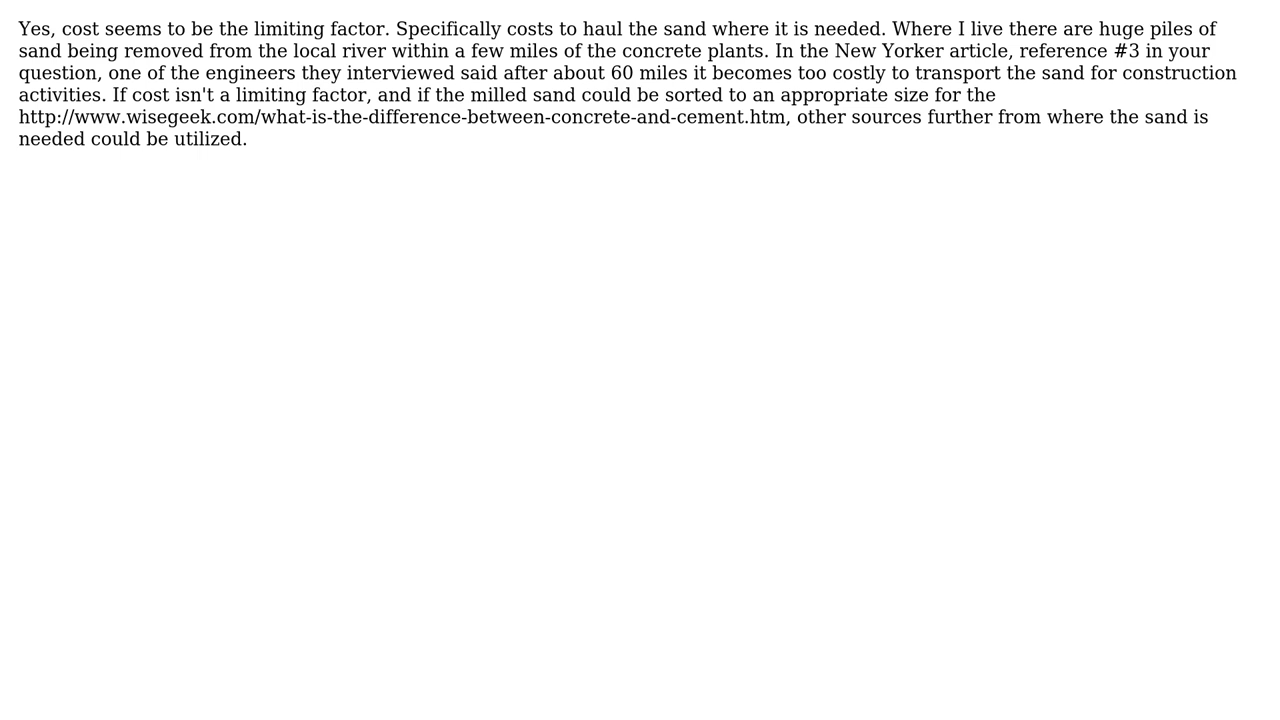 Yes, cost seems to be the limiting factor. Specifically costs to haul the sand where it is needed. Where I live there are huge piles of
sand being removed from the local river within a few miles of the concrete plants. In the New Yorker article, reference #3 in your
question, one of the engineers they interviewed said after about 60 miles it becomes too costly to transport the sand for construction
activities. If cost isn't a limiting factor, and if the milled sand could be sorted to an appropriate size for the
http://www.wisegeek.com/what-is-the-difference-between-concrete-and-cement.htm, other sources further from where the sand is
needed could be utilized.